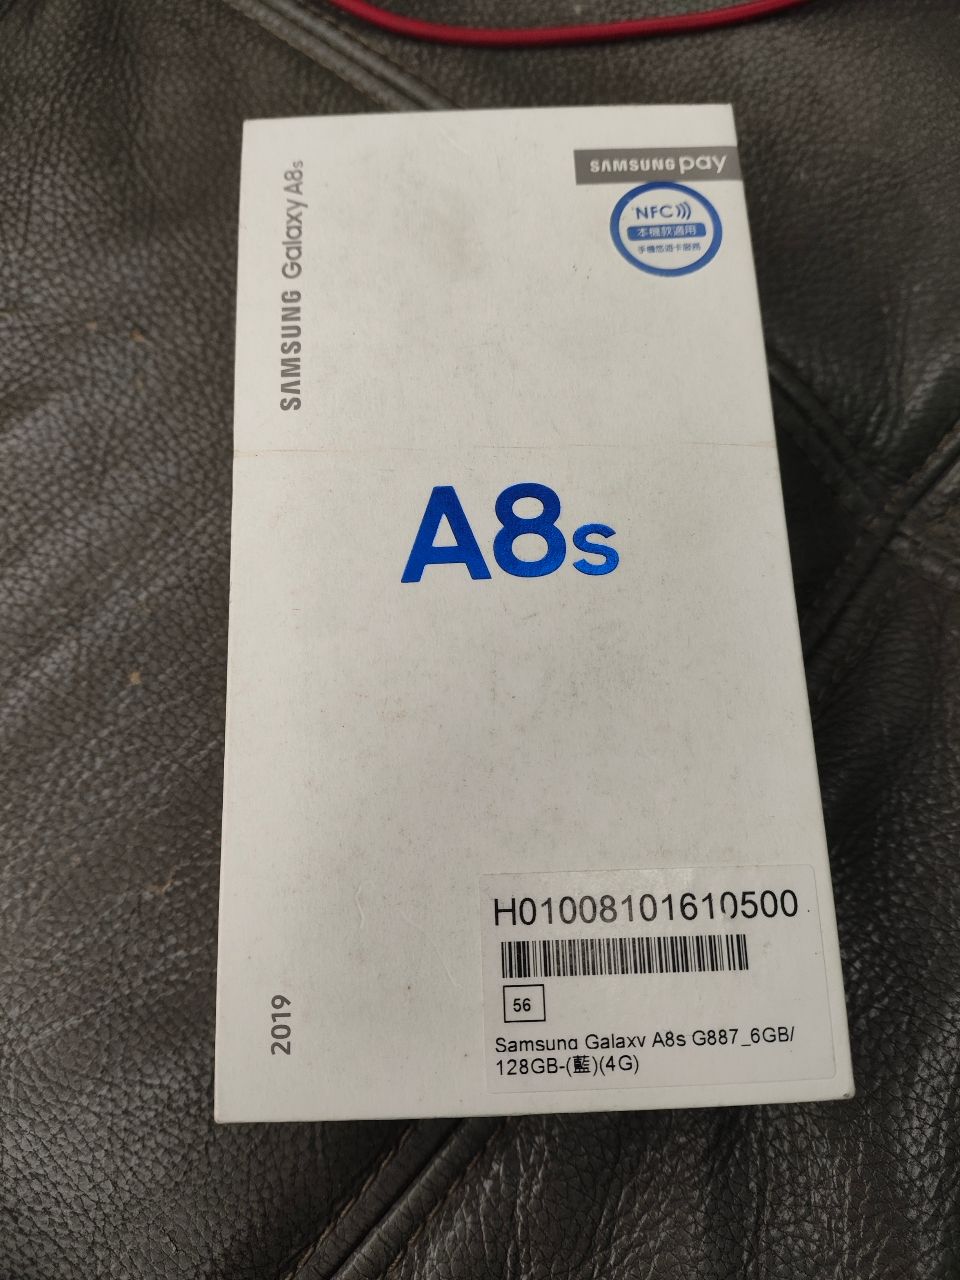 SAMSUNG pay
NFC
本機款適用
手機悠遊卡服務
SAMSUNG Galaxy A8s
A8s
H01008101610500
56
Samsung Galaxy A8s G887_6GB/
128GB-(藍)(4G)
2019